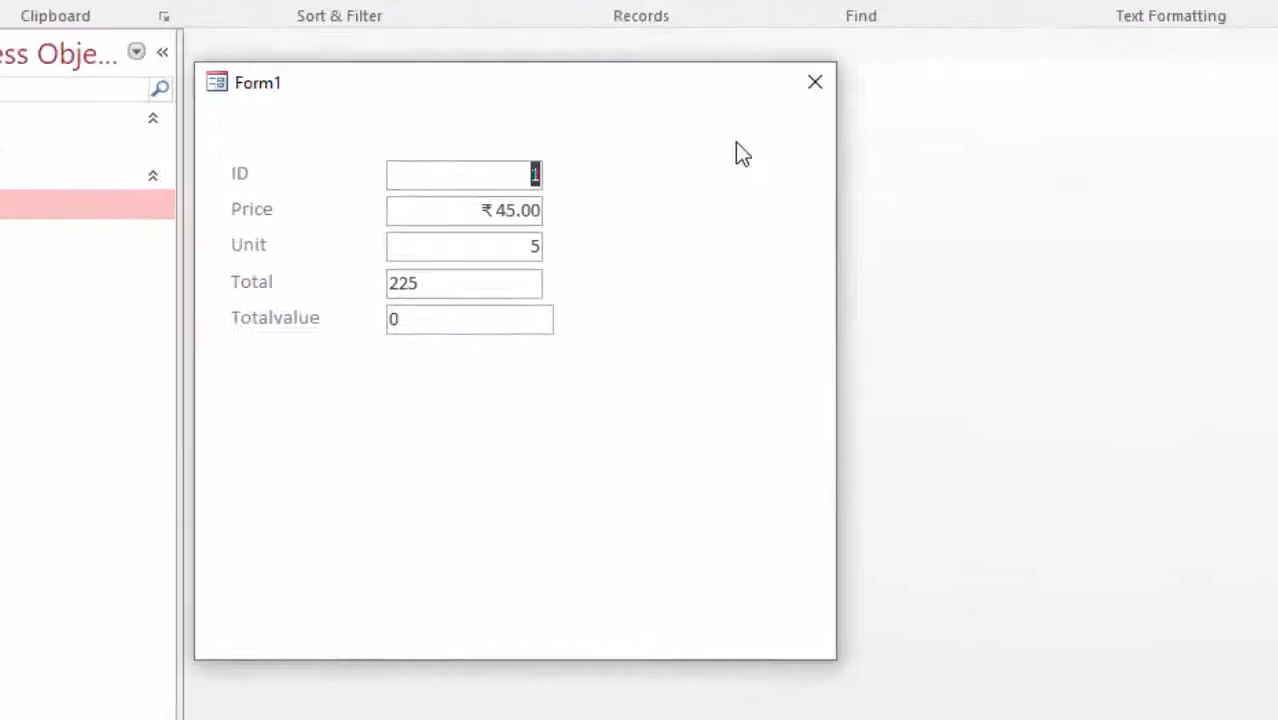 Clipboard Sort & Filter Records Find Text Formatting
ess Obje...
Form1
ID 1
Price ₹ 45.00
Unit 5
Total 225
Totalvalue 0